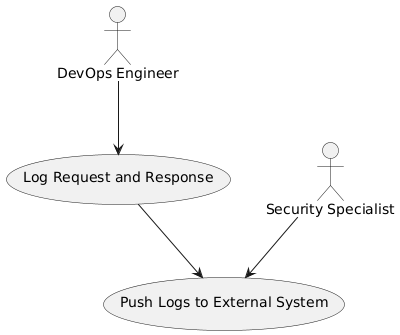 DevOps Engineer
Log Request and Response
Security Specialist
Push Logs to External System